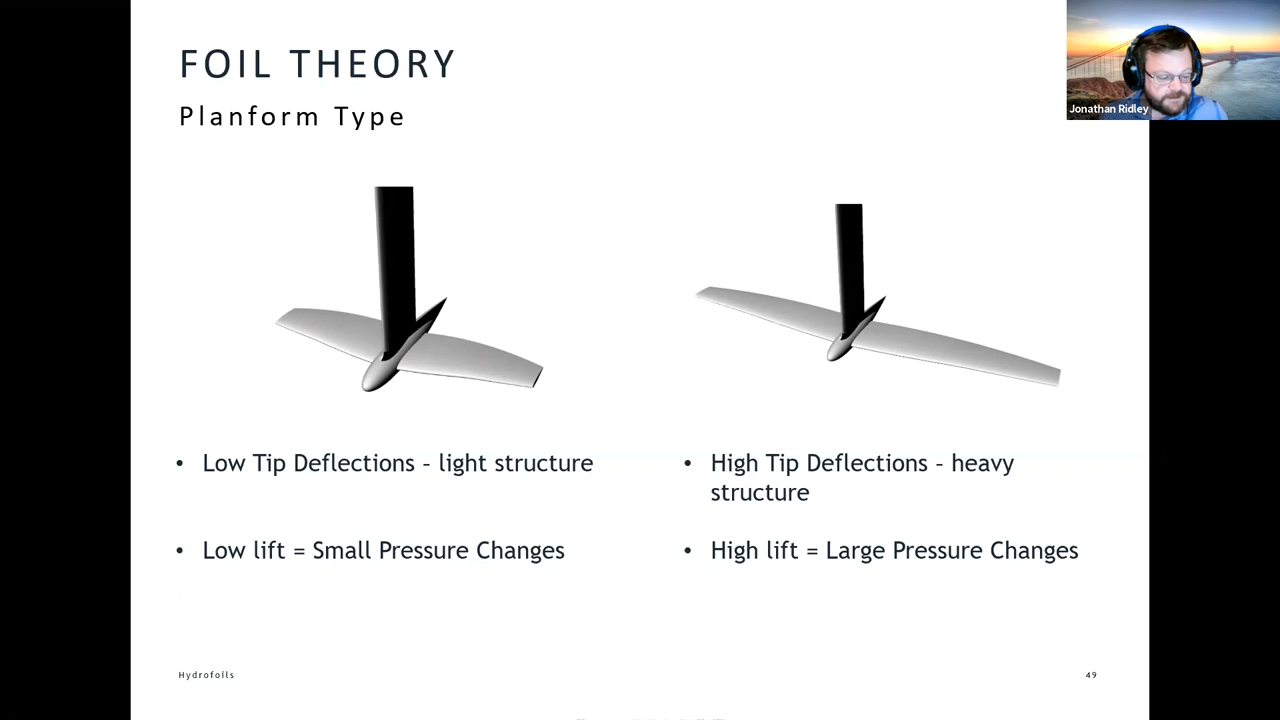 FOIL THEORY
Planform Type
Jonathan Ridley
• Low Tip Deflections – light structure
• Low lift = Small Pressure Changes
• High Tip Deflections – heavy
structure
• High lift = Large Pressure Changes
Hydrofoils
49